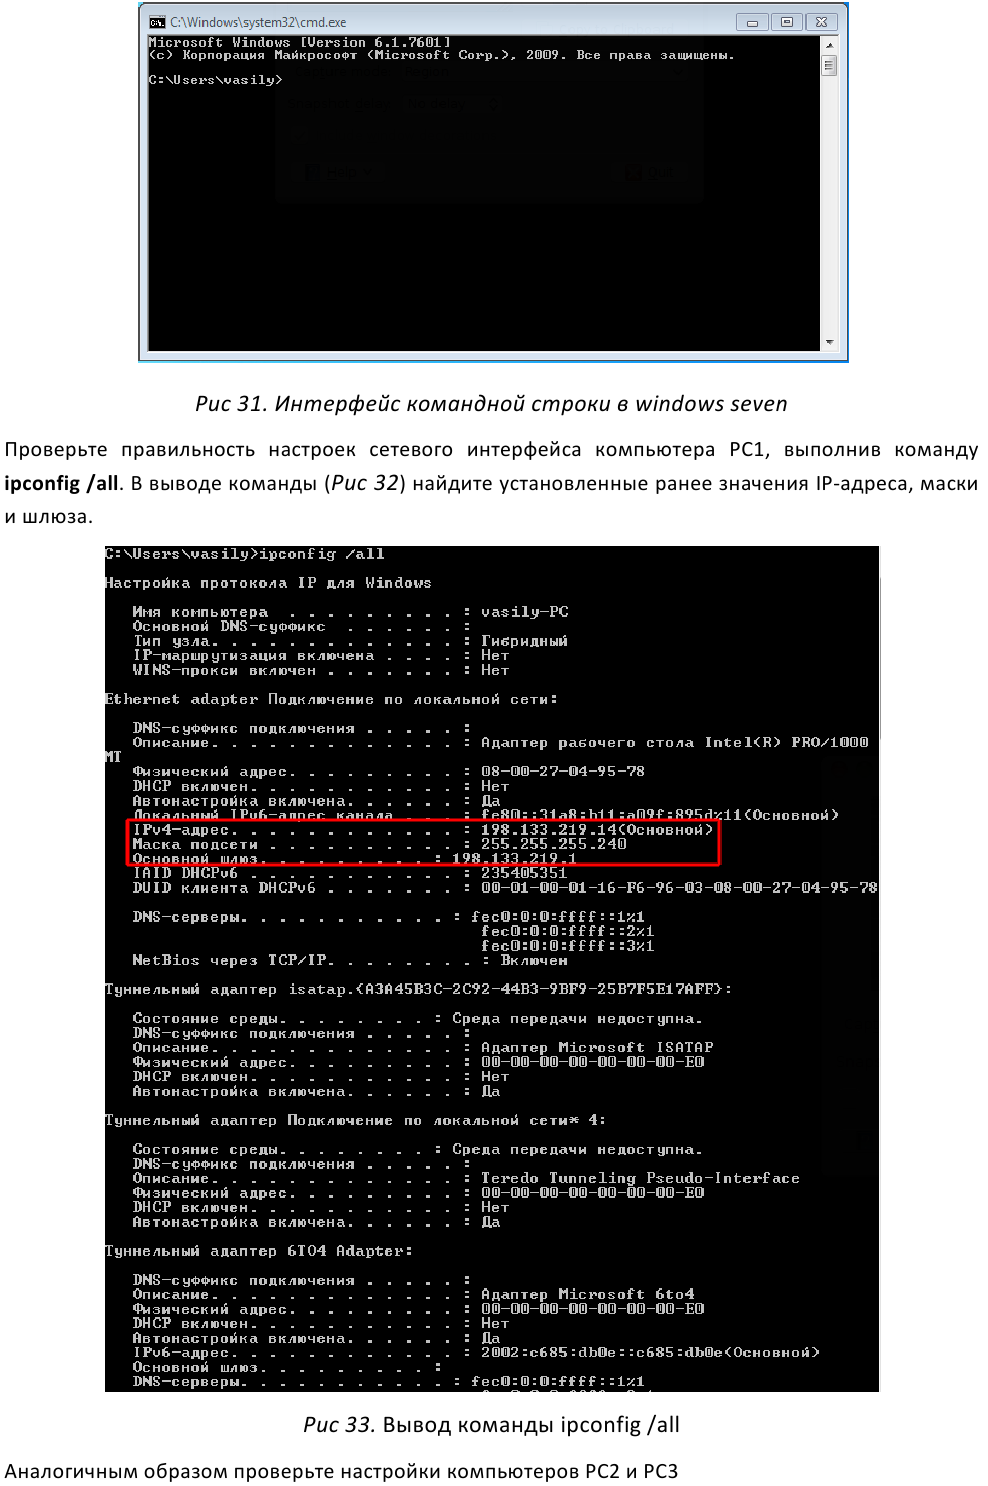 C:\Windows\system32\cmd.exe
Microsoft Windows [Version 6.1.7601]
(c) Корпорация Майкрософт (Microsoft Corp.), 2009. Все права защищены.
C:\Users\vasily>
Рис 31. Интерфейс командной строки в windows seven
Проверьте правильность настроек сетевого интерфейса компьютера PC1, выполнив команду
ipconfig /all. В выводе команды (Рис 32) найдите установленные ранее значения IP-адреса, маски
и шлюза.
C:\Users\vasily>ipconfig /all
Настройка протокола IP для Windows
Имя компьютера . . . . . . . . . : vasily-PC
Основной DNS-суффикс . . . . . . :
Тип узла. . . . . . . . . . . . . : Гибридный
IP-маршрутизация включена . . . . : Нет
WINS-прокси включен . . . . . . . : Нет
Ethernet adapter Подключение по локальной сети:
DNS-суффикс подключения . . . . . :
Описание. . . . . . . . . . . . . : Адаптер рабочего стола Intel(R) PRO/1000
MT
Физический адрес. . . . . . . . . : 08-00-27-04-95-78
DHCP включен. . . . . . . . . . . : Нет
Автонастройка включена. . . . . . : Да
Локальный IPv6-адрес канала . . . : fe80::31a8:b11:a09f:895d%11(Основной)
IPv4-адрес. . . . . . . . . . . . : 198.133.219.14(Основной)
Маска подсети . . . . . . . . . . : 255.255.255.240
Основной шлюз. . . . . . . . . : 198.133.219.1
IAID DHCPv6 . . . . . . . . . . . : 235405351
DUID клиента DHCPv6 . . . . . . . : 00-01-00-01-16-F6-96-03-08-00-27-04-95-78
DNS-серверы. . . . . . . . . . . : fec0:0:0:ffff::1%1
fec0:0:0:ffff::2%1
fec0:0:0:ffff::3%1
NetBios через TCP/IP. . . . . . . . : Включен
Туннельный адаптер isatap.{A3A45B3C-2C92-44B3-9BF9-25B7F5E17AFF}:
Состояние среды. . . . . . . . : Среда передачи недоступна.
DNS-суффикс подключения . . . . . :
Описание. . . . . . . . . . . . . : Адаптер Microsoft ISATAP
Физический адрес. . . . . . . . . : 00-00-00-00-00-00-00-E0
DHCP включен. . . . . . . . . . . : Нет
Автонастройка включена. . . . . . : Да
Туннельный адаптер Подключение по локальной сети* 4:
Состояние среды. . . . . . . . : Среда передачи недоступна.
DNS-суффикс подключения . . . . . :
Описание. . . . . . . . . . . . . : Teredo Tunneling Pseudo-Interface
Физический адрес. . . . . . . . . : 00-00-00-00-00-00-00-E0
DHCP включен. . . . . . . . . . . : Нет
Автонастройка включена. . . . . . : Да
Туннельный адаптер 6TO4 Adapter:
DNS-суффикс подключения . . . . . :
Описание. . . . . . . . . . . . . : Адаптер Microsoft 6to4
Физический адрес. . . . . . . . . : 00-00-00-00-00-00-00-E0
DHCP включен. . . . . . . . . . . : Нет
Автонастройка включена. . . . . . : Да
IPv6-адрес. . . . . . . . . . . . : 2002:c685:db0e::c685:db0e(Основной)
Основной шлюз. . . . . . . . . :
DNS-серверы. . . . . . . . . . . : fec0:0:0:ffff::1%1
Рис 33. Вывод команды ipconfig /all
Аналогичным образом проверьте настройки компьютеров PC2 и PC3